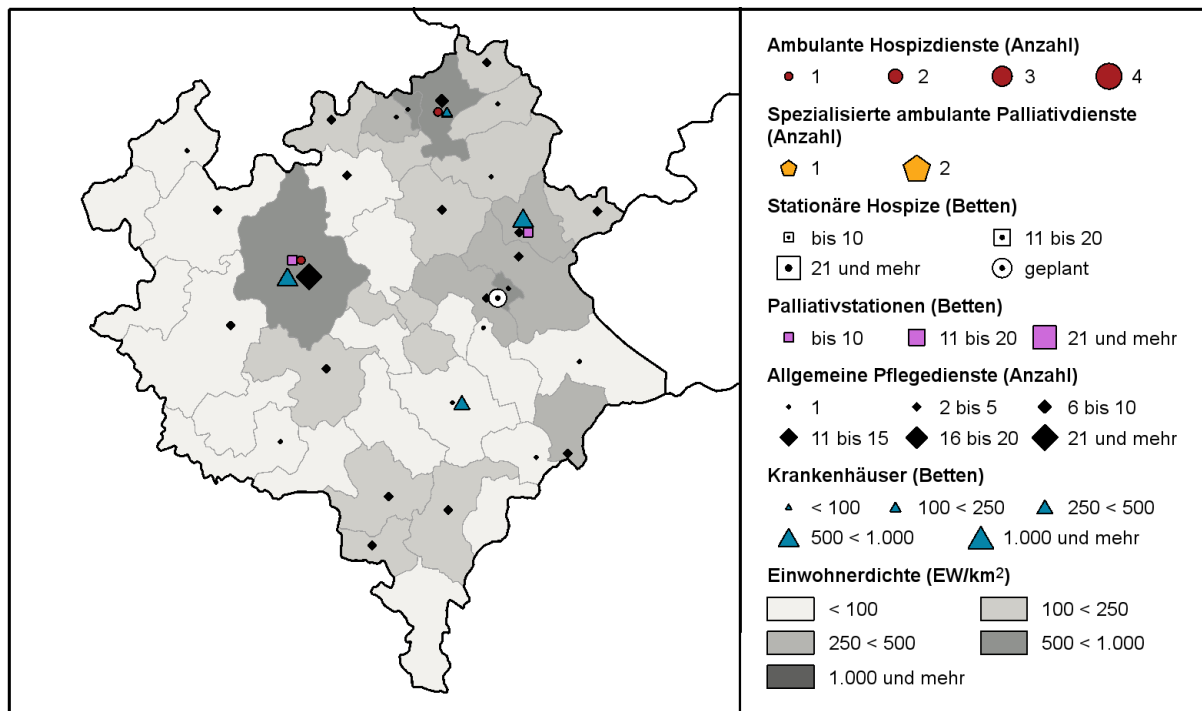 Ambulante Hospizdienste (Anzahl)
1 2 3 4
Spezialisierte ambulante Palliativdienste
(Anzahl)
1 2
Stationäre Hospize (Betten)
bis 10 11 bis 20
21 und mehr geplant
Palliativstationen (Betten)
bis 10 11 bis 20 21 und mehr
Allgemeine Pflegedienste (Anzahl)
1 2 bis 5 6 bis 10
11 bis 15 16 bis 20 21 und mehr
Krankenhäuser (Betten)
< 100 100 < 250 250 < 500
500 < 1.000 1.000 und mehr
Einwohnerdichte (EW/km²)
< 100 100 < 250
250 < 500 500 < 1.000
1.000 und mehr